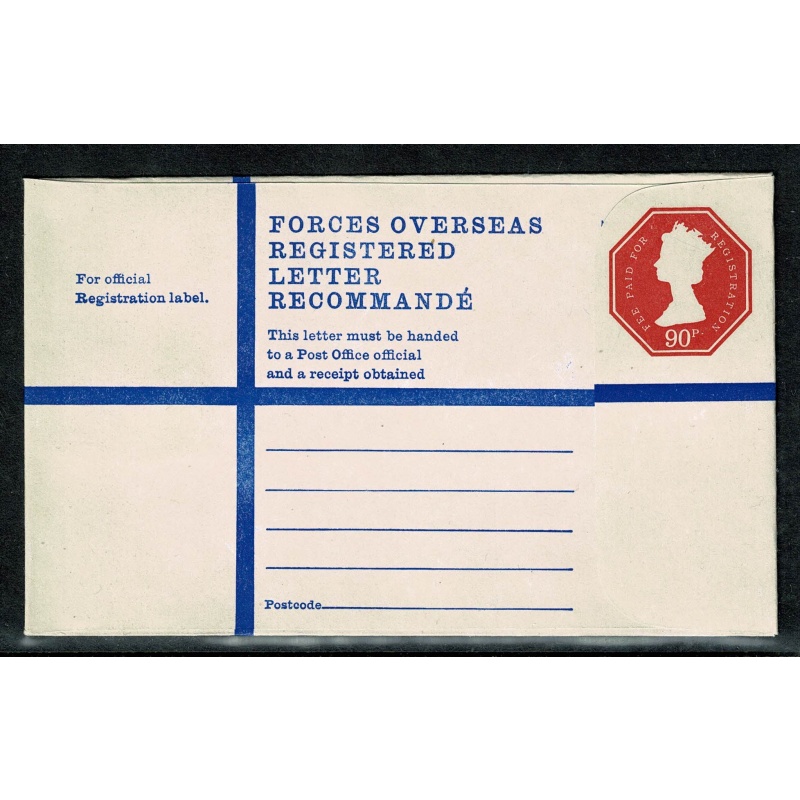 FORCES OVERSEAS
REGISTERED
LETTER
RECOMMANDÉ
For official
Registration label.
This letter must be handed
to a Post Office official
and a receipt obtained
FEE PAID FOR REGISTRATION
90P.
Postcode